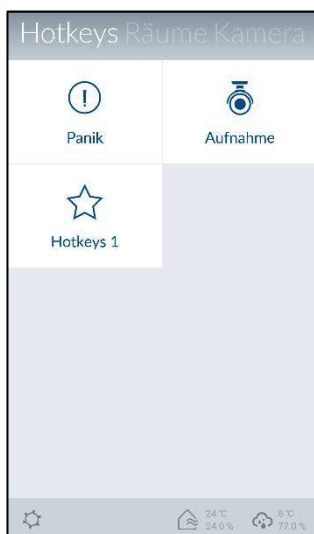 Hotkeys Räume Kamera
Panik
Aufnahme
Hotkeys 1
24 °C
24.0 %
8 °C
77.0 %